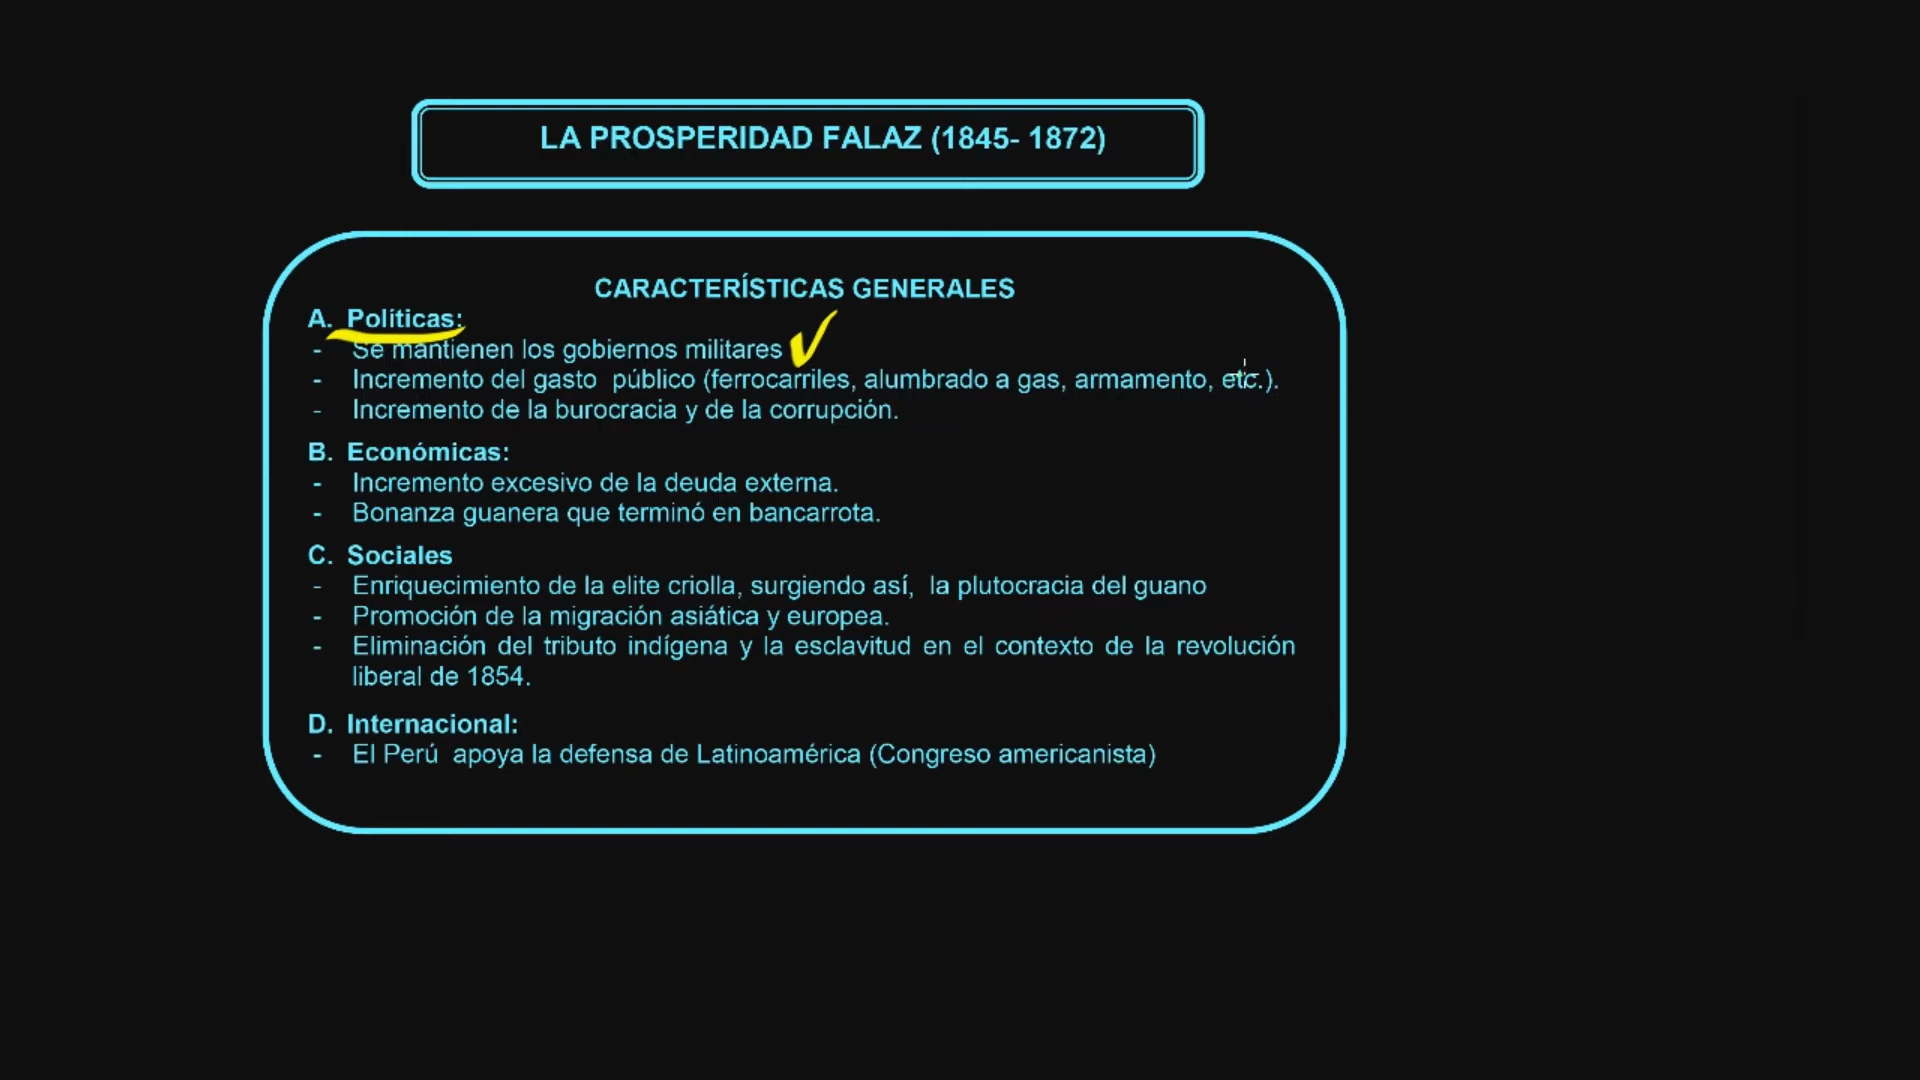 LA PROSPERIDAD FALAZ (1845- 1872)
CARACTERÍSTICAS GENERALES
A. Políticas:
- Se mantienen los gobiernos militares
- Incremento del gasto público (ferrocarriles, alumbrado a gas, armamento, etc.).
- Incremento de la burocracia y de la corrupción.
B. Económicas:
- Incremento excesivo de la deuda externa.
- Bonanza guanera que terminó en bancarrota.
C. Sociales
- Enriquecimiento de la elite criolla, surgiendo así, la plutocracia del guano
- Promoción de la migración asiática y europea.
- Eliminación del tributo indígena y la esclavitud en el contexto de la revolución
liberal de 1854.
D. Internacional:
- El Perú apoya la defensa de Latinoamérica (Congreso americanista)